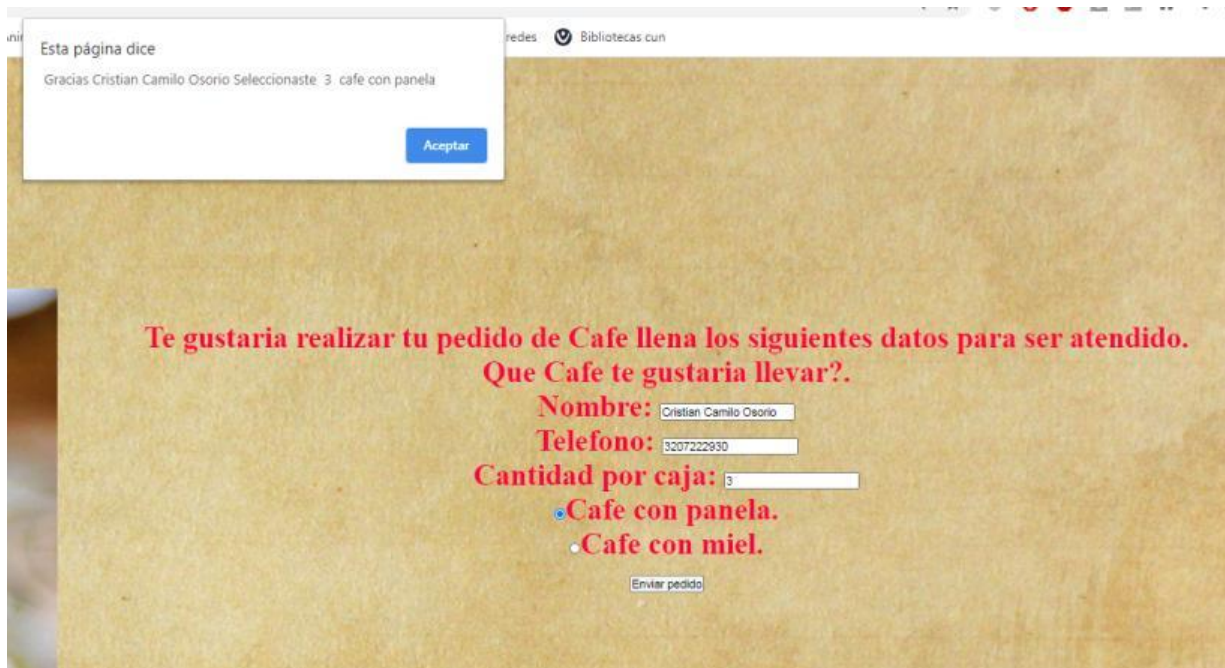 redes Bibliotecas cun
Esta página dice
Gracias Cristian Camilo Osorio Seleccionaste 3 cafe con panela
Aceptar
Te gustaria realizar tu pedido de Cafe llena los siguientes datos para ser atendido.
Que Cafe te gustaria llevar?.
Nombre: Cristian Camilo Osorio
Telefono: 3207222930
Cantidad por caja: 3
Cafe con panela.
Cafe con miel.
Enviar pedido